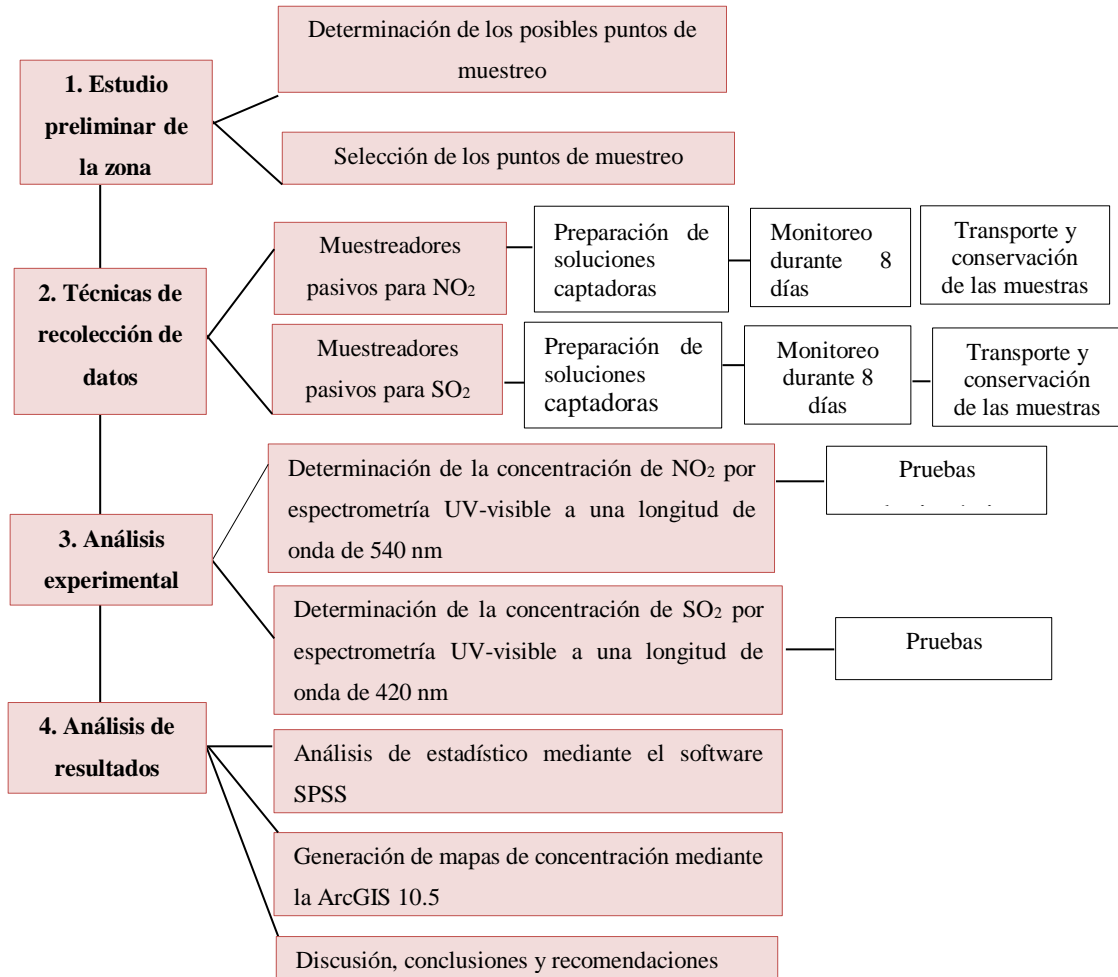 Determinación de los posibles puntos de
muestreo
1. Estudio
preliminar de
la zona
Selección de los puntos de muestreo
2. Técnicas de
recolección de
datos
Muestreadores
pasivos para NO₂
Preparación de
soluciones
captadoras
Monitoreo
durante 8
días
Transporte y
conservación
de las muestras
Muestreadores
pasivos para SO₂
Preparación de
soluciones
captadoras
Monitoreo
durante 8
días
Transporte y
conservación
de las muestras
3. Análisis
experimental
Determinación de la concentración de NO₂ por
espectrometría UV-visible a una longitud de
onda de 540 nm
Pruebas
Determinación de la concentración de SO₂ por
espectrometría UV-visible a una longitud de
onda de 420 nm
Pruebas
4. Análisis de
resultados
Análisis de estadístico mediante el software
SPSS
Generación de mapas de concentración mediante
la ArcGIS 10.5
Discusión, conclusiones y recomendaciones